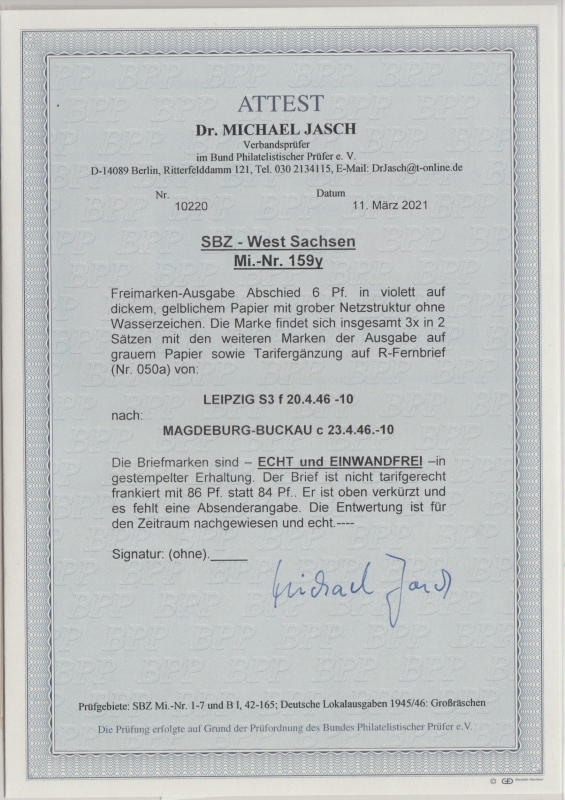 ATTEST
Dr. MICHAEL JASCH
Verbandsprüfer
im Bund Philatelistischer Prüfer e. V.
D-14089 Berlin, Ritterfelddamm 121, Tel. 030 2134115, E-Mail: DrJasch@t-online.de
Nr. 10220 Datum 11. März 2021
SBZ - West Sachsen
Mi.-Nr. 159y
Freimarken-Ausgabe Abschied 6 Pf. in violett auf
dickem, gelblichem Papier mit grober Netzstruktur ohne
Wasserzeichen. Die Marke findet sich insgesamt 3x in 2
Sätzen mit den weiteren Marken der Ausgabe auf
grauem Papier sowie Tarifergänzung auf R-Fernbrief
(Nr. 050a) von:
LEIPZIG S3 f 20.4.46 -10
nach:
MAGDEBURG-BUCKAU c 23.4.46.-10
Die Briefmarken sind – ECHT und EINWANDFREI –in
gestempelter Erhaltung. Der Brief ist nicht tarifgerecht
frankiert mit 86 Pf. statt 84 Pf.. Er ist oben verkürzt und
es fehlt eine Absenderangabe. Die Entwertung ist für
den Zeitraum nachgewiesen und echt.----
Signatur: (ohne)._____
Michael Jasch
Prüfgebiete: SBZ Mi.-Nr. 1-7 und B I, 42-165; Deutsche Lokalausgaben 1945/46: Großräschen
Die Prüfung erfolgte auf Grund der Prüfordnung des Bundes Philatelistischer Prüfer e.V.